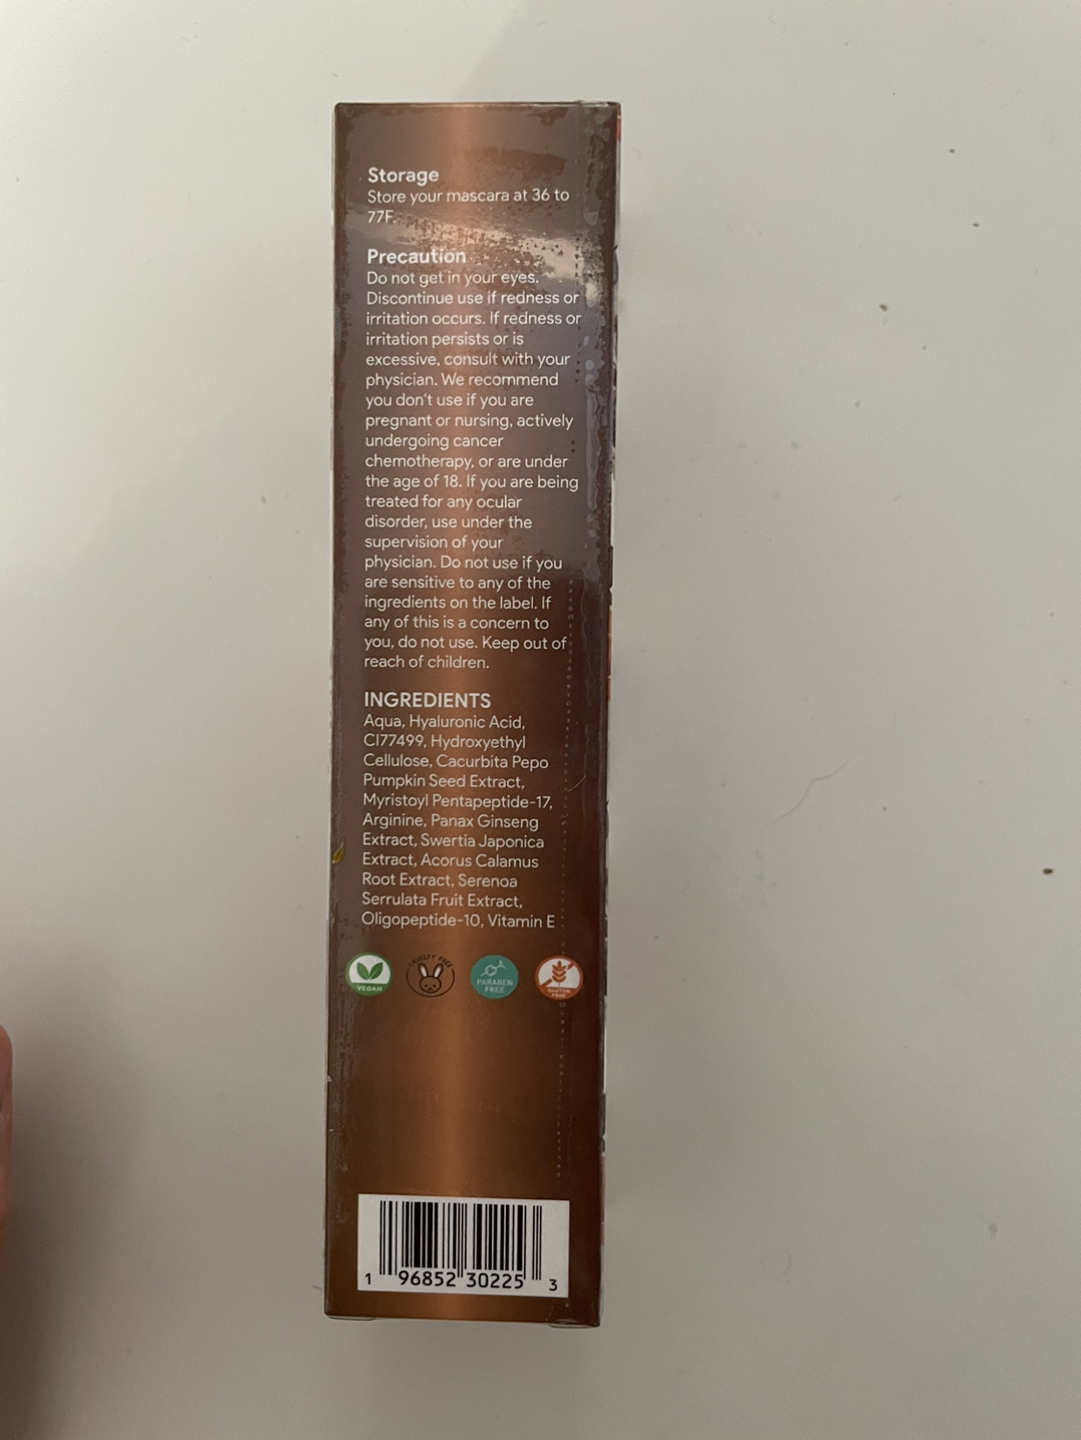 Storage
Store your mascara at 36 to
77F.
Precaution
Do not get in your eyes.
Discontinue use if redness or
irritation occurs. If redness or
irritation persists or is
excessive, consult with your
physician. We recommend
you don't use if you are
pregnant or nursing, actively
undergoing cancer
chemotherapy, or are under
the age of 18. If you are being
treated for any ocular
disorder, use under the
supervision of your
physician. Do not use if you
are sensitive to any of the
ingredients on the label. If
any of this is a concern to
you, do not use. Keep out of
reach of children.
INGREDIENTS
Aqua, Hyaluronic Acid,
CI77499, Hydroxyethyl
Cellulose, Cacurbita Pepo
Pumpkin Seed Extract,
Myristoyl Pentapeptide-17,
Arginine, Panax Ginseng
Extract, Swertia Japonica
Extract, Acorus Calamus
Root Extract, Serenoa
Serrulata Fruit Extract,
Oligopeptide-10, Vitamin E
VEGAN
CRUELTY FREE
PARABEN
FREE
GLUTEN
FREE
1 96852 30225 3